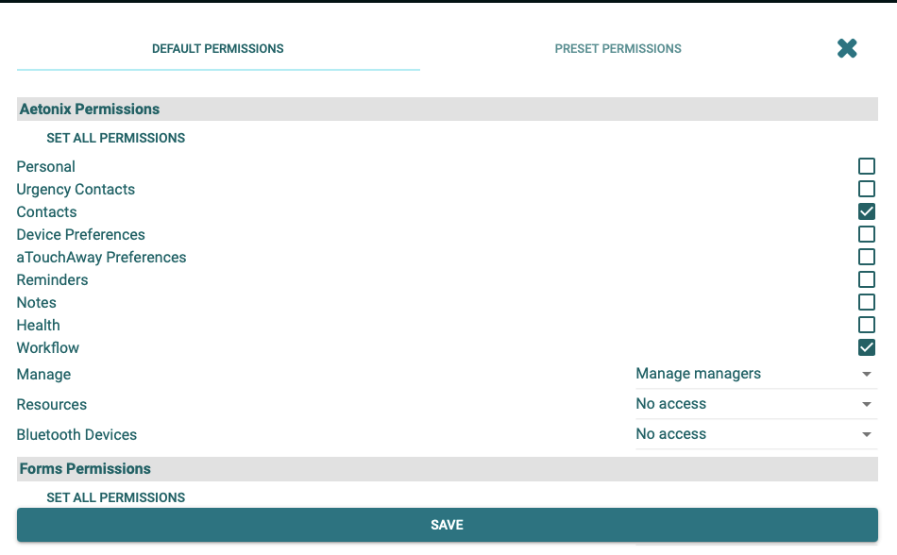 DEFAULT PERMISSIONS
PRESET PERMISSIONS
Aetonix Permissions
SET ALL PERMISSIONS
Personal
Urgency Contacts
Contacts
Device Preferences
aTouchAway Preferences
Reminders
Notes
Health
Workflow
Manage Manage managers
Resources No access
Bluetooth Devices No access
Forms Permissions
SET ALL PERMISSIONS
SAVE